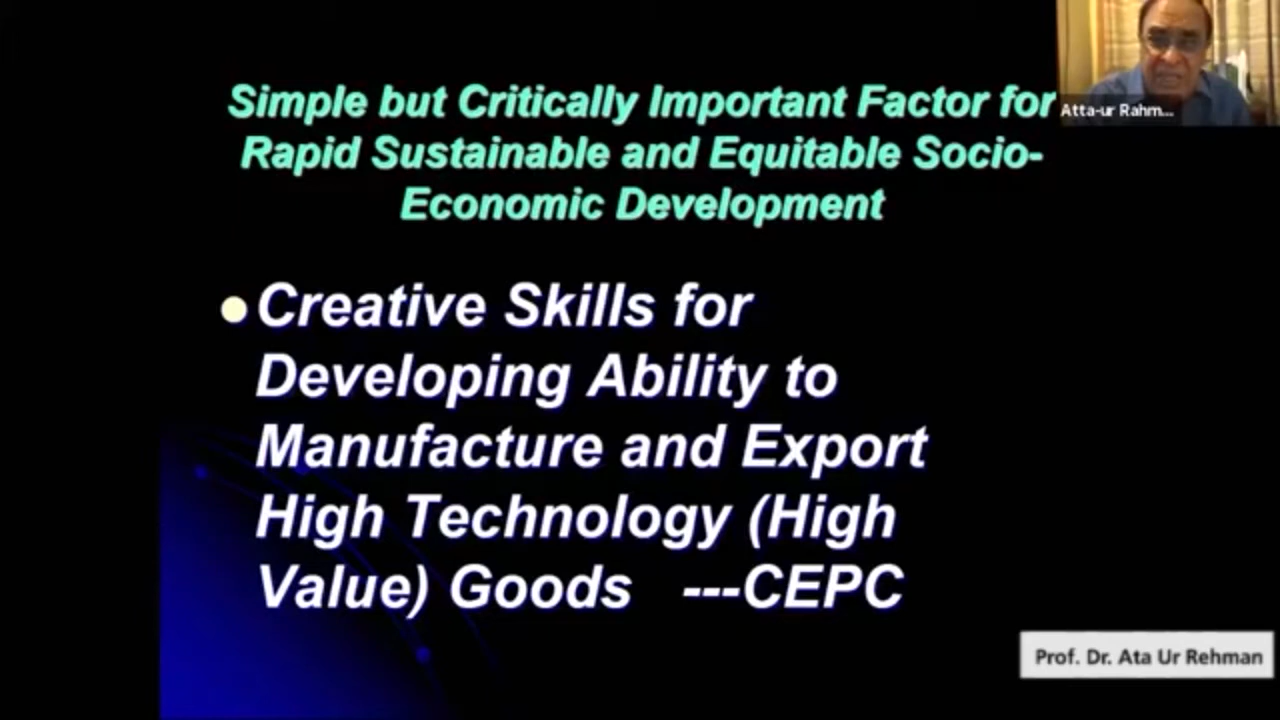 Simple but Critically Important Factor for
Rapid Sustainable and Equitable Socio-
Economic Development
Atta-ur Rahm...
Creative Skills for
Developing Ability to
Manufacture and Export
High Technology (High
Value) Goods ---CEPC
Prof. Dr. Ata Ur Rehman